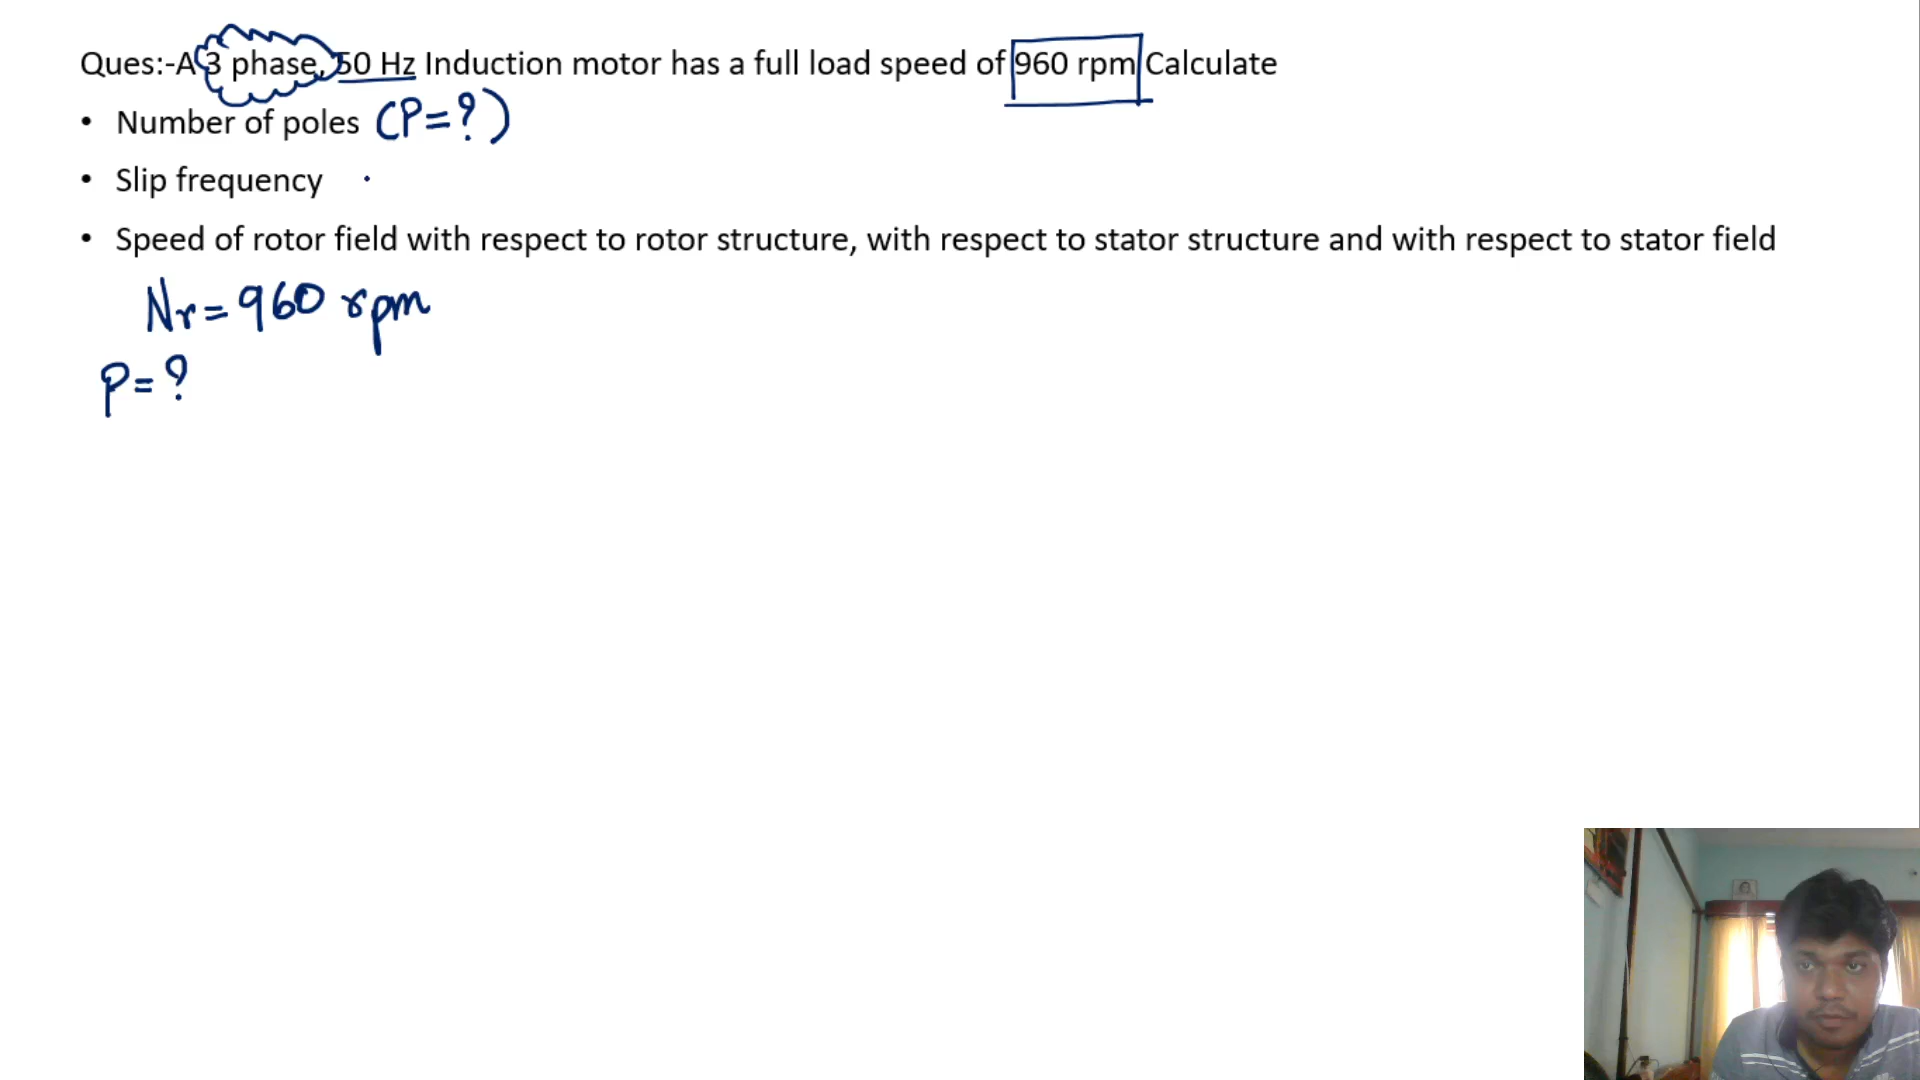 Ques:-A 3 phase, 50 Hz Induction motor has a full load speed of 960 rpm Calculate
• Number of poles (P=?)
• Slip frequency
• Speed of rotor field with respect to rotor structure, with respect to stator structure and with respect to stator field
Nr=960 rpm
P=?